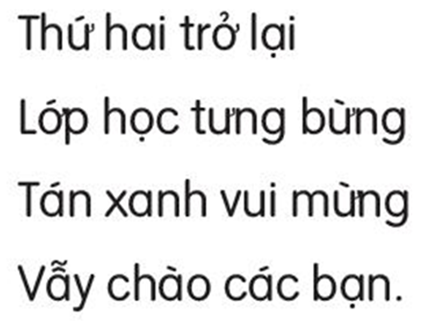 Thứ hai trở lại
Lớp học tưng bừng
Tán xanh vui mừng
Vẫy chào các bạn.